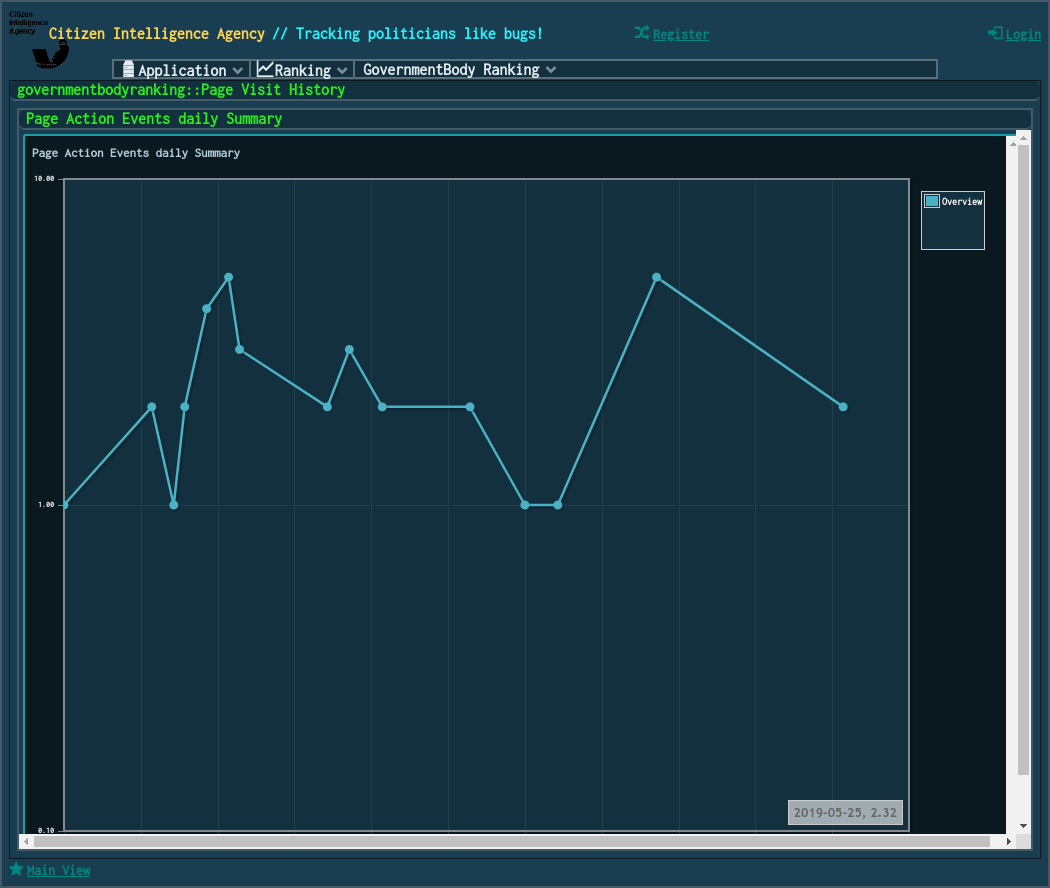 Citizen
Intelligence
Agency
Citizen Intelligence Agency // Tracking politicians like bugs!
Register
Login
Application
Ranking
GovernmentBody Ranking
governmentbodyranking::Page Visit History
Page Action Events daily Summary
Page Action Events daily Summary
10.00
Overview
1.00
2019-05-25, 2.32
0.10
Main View